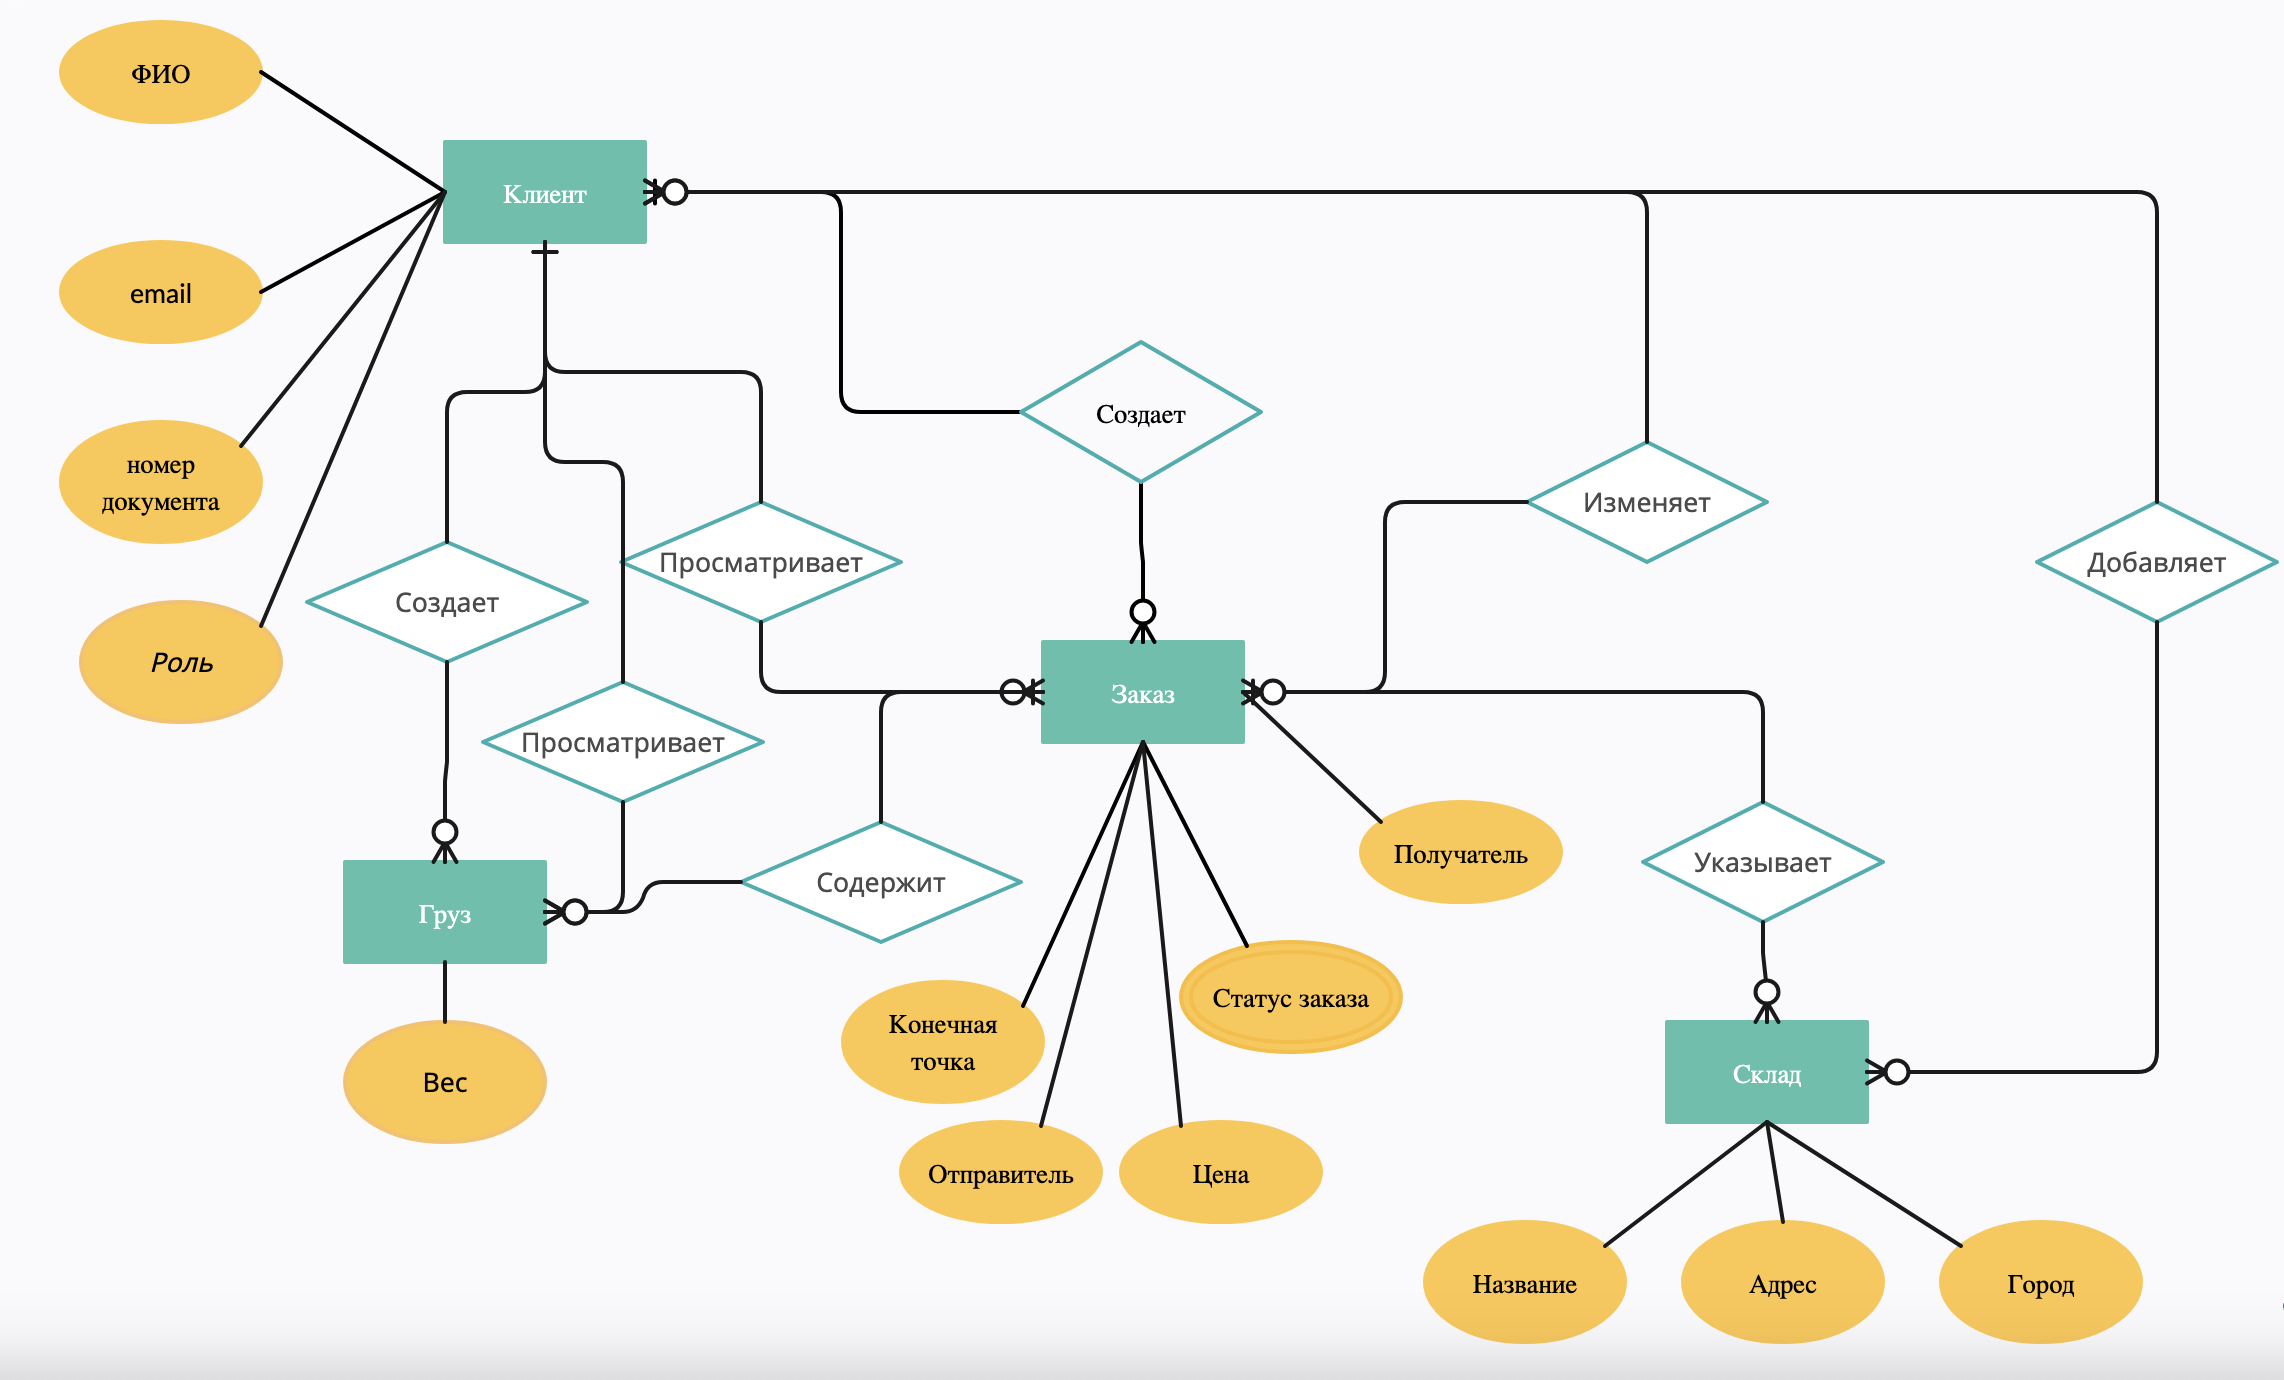 ФИО
Клиент
email
Создает
номер
документа
Изменяет
Просматривает
Добавляет
Создает
Роль
Заказ
Просматривает
Получатель
Указывает
Содержит
Груз
Статус заказа
Конечная
точка
Вес
Склад
Отправитель
Цена
Название
Адрес
Город